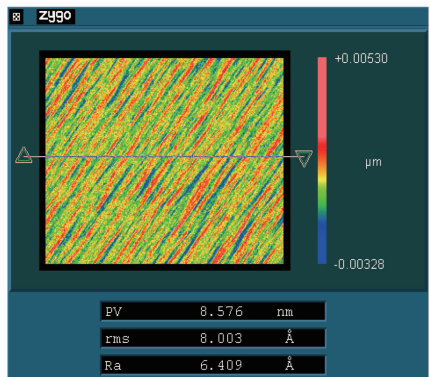 zygo
+0.00530
µm
-0.00328
PV 8.576 nm
rms 8.003 Å
Ra 6.409 Å